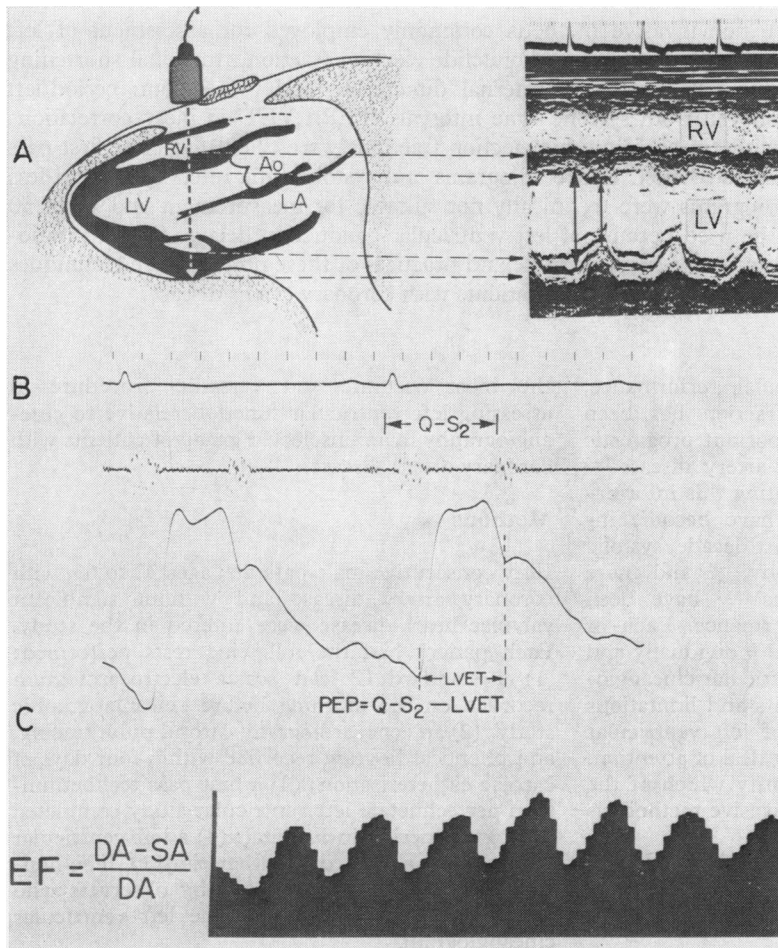 A
RV
Ao
LV
LA
RV
LV
B
Q-S2
LVET
PEP=Q-S2 – LVET
C
EF = DA-SA
DA